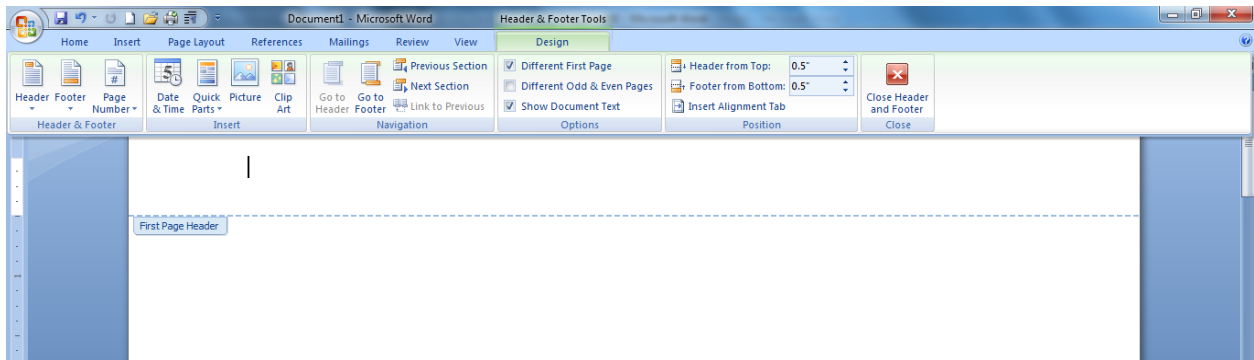 Document1 - Microsoft Word
Header & Footer Tools
Home Insert Page Layout References Mailings Review View Design
Header
Footer
Page Number
Header & Footer
Date & Time
Quick Parts
Picture
Clip Art
Insert
Go to Header
Go to Footer
Previous Section
Next Section
Link to Previous
Navigation
Different First Page
Different Odd & Even Pages
Show Document Text
Options
Header from Top: 0.5"
Footer from Bottom: 0.5"
Insert Alignment Tab
Position
Close Header and Footer
Close
First Page Header